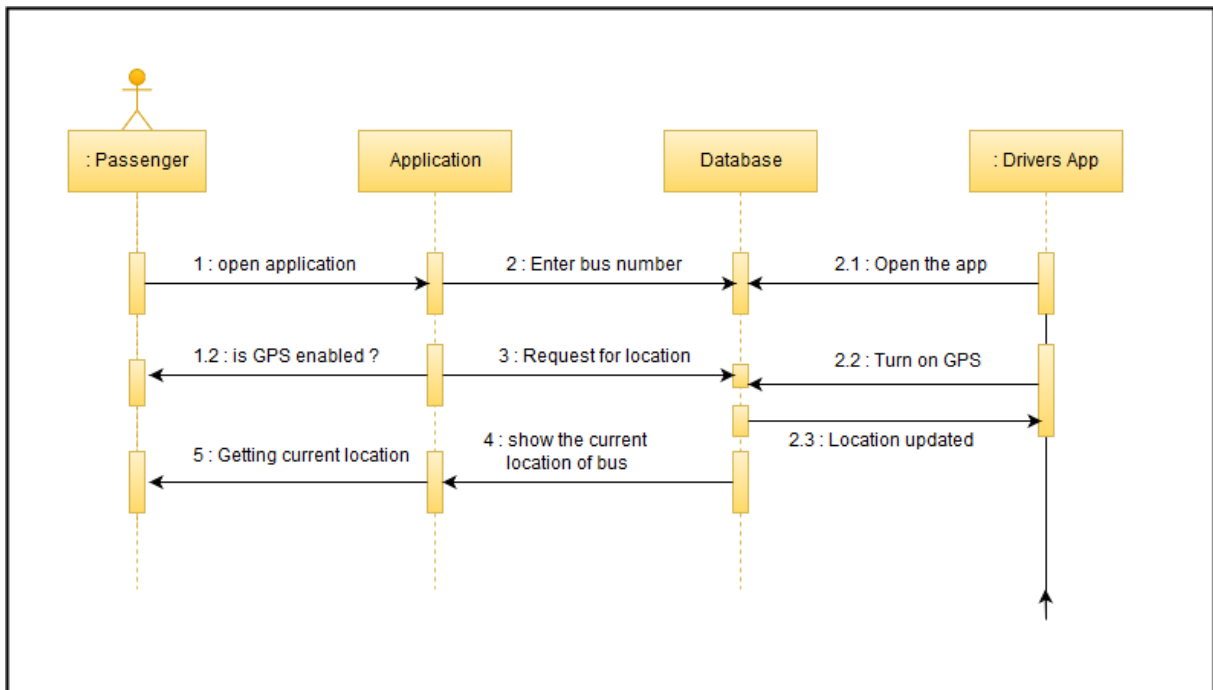 : Passenger
Application
Database
: Drivers App
1 : open application
2 : Enter bus number
2.1 : Open the app
1.2 : is GPS enabled ?
3 : Request for location
2.2 : Turn on GPS
2.3 : Location updated
4 : show the current
location of bus
5 : Getting current location